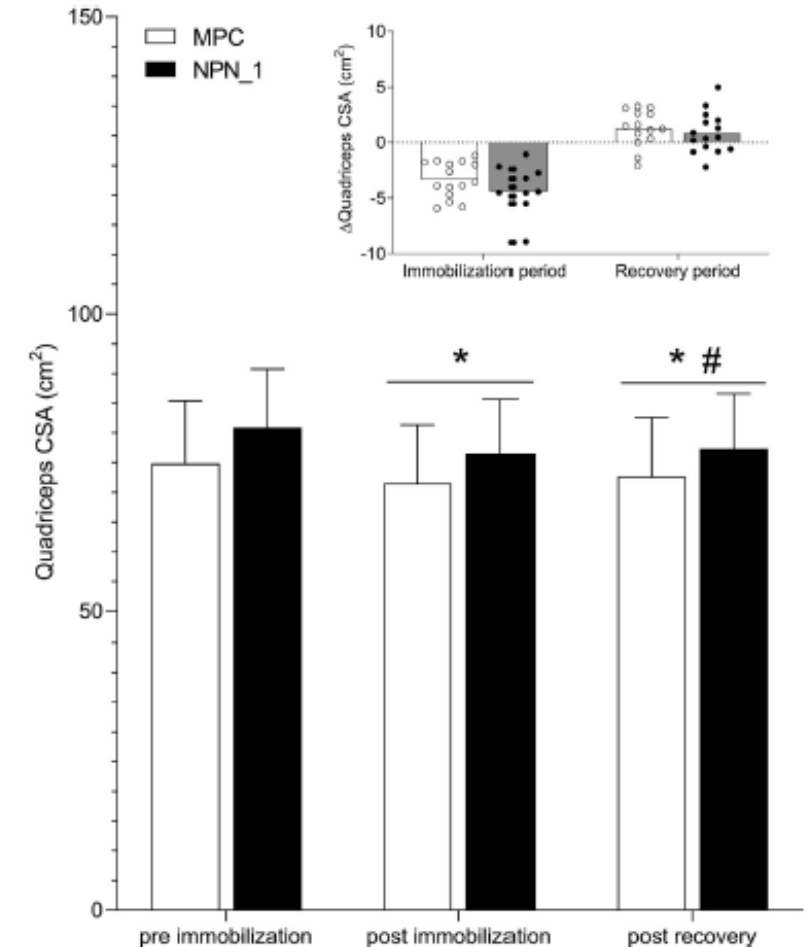 150
MPC
NPN_1
10
5
0
-5
-10
ΔQuadriceps CSA (cm²)
Immobilization period
Recovery period
100
*
* #
Quadriceps CSA (cm²)
50
0
pre immobilization
post immobilization
post recovery